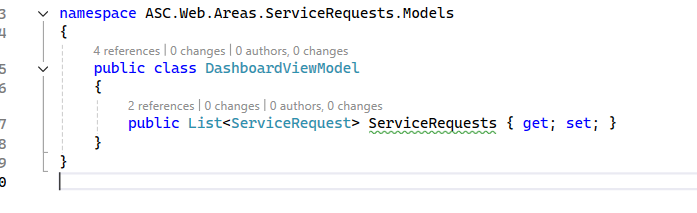 3 namespace ASC.Web.Areas.ServiceRequests.Models
4 {
4 references | 0 changes | 0 authors, 0 changes
5 public class DashboardViewModel
6 {
2 references | 0 changes | 0 authors, 0 changes
7 public List<ServiceRequest> ServiceRequests { get; set; }
8 }
9 }
0